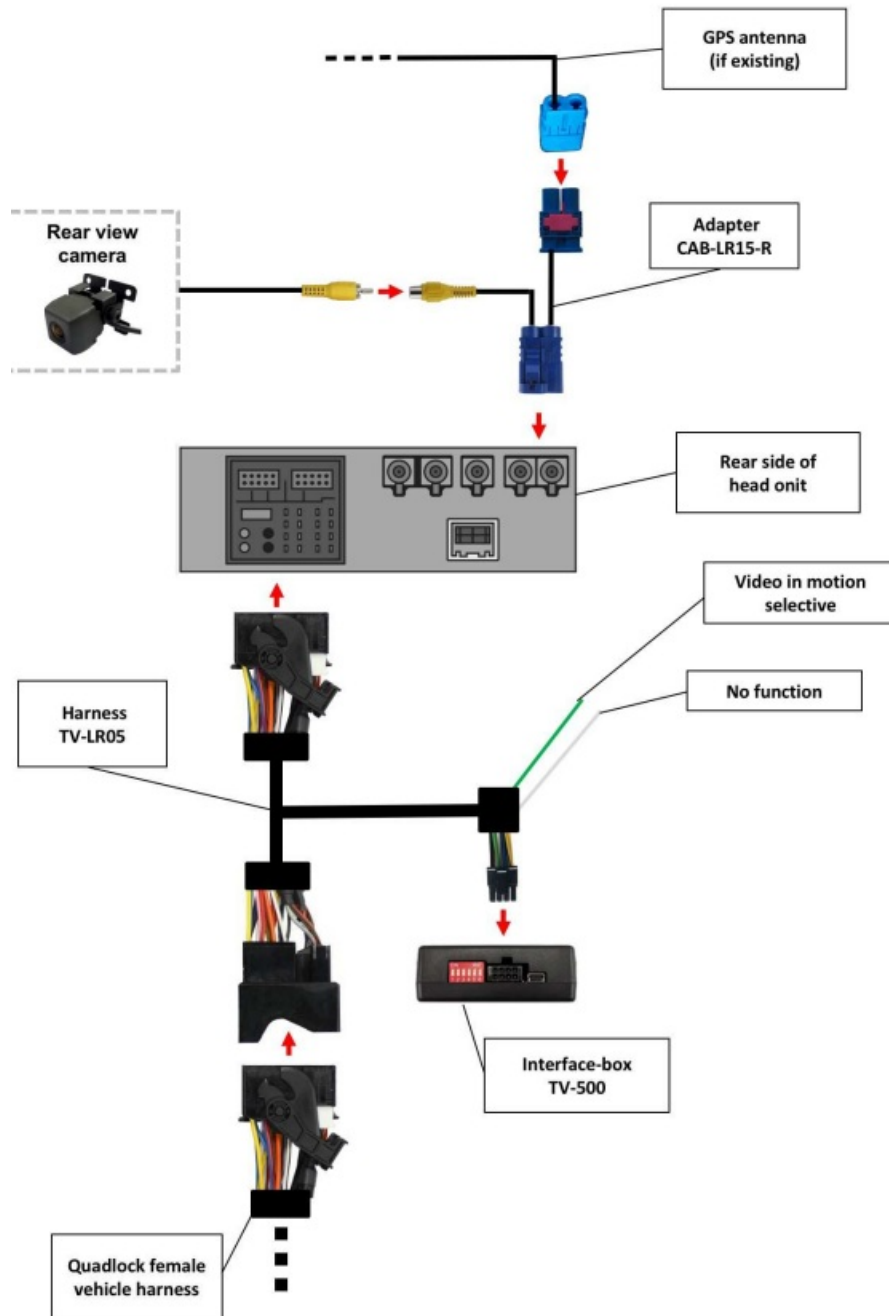 GPS antenna
(if existing)
Adapter
CAB-LR15-R
Rear view
camera
Rear side of
head onit
Video in motion
selective
No function
Harness
TV-LR05
Interface-box
TV-500
Quadlock female
vehicle harness